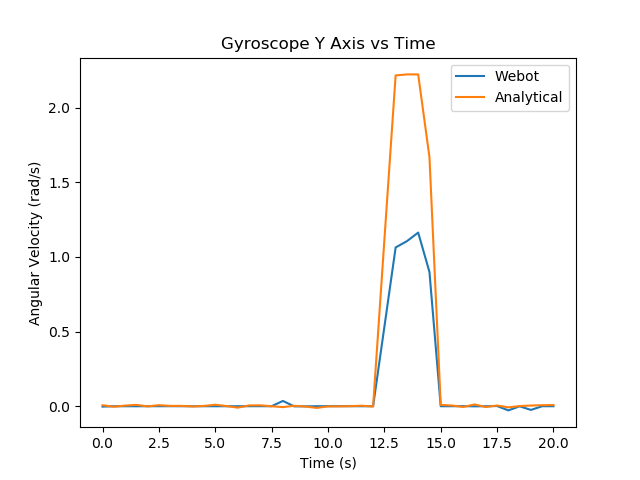 Gyroscope Y Axis vs Time
Webot
Analytical
Angular Velocity (rad/s)
2.0
1.5
1.0
0.5
0.0
0.0 2.5 5.0 7.5 10.0 12.5 15.0 17.5 20.0
Time (s)